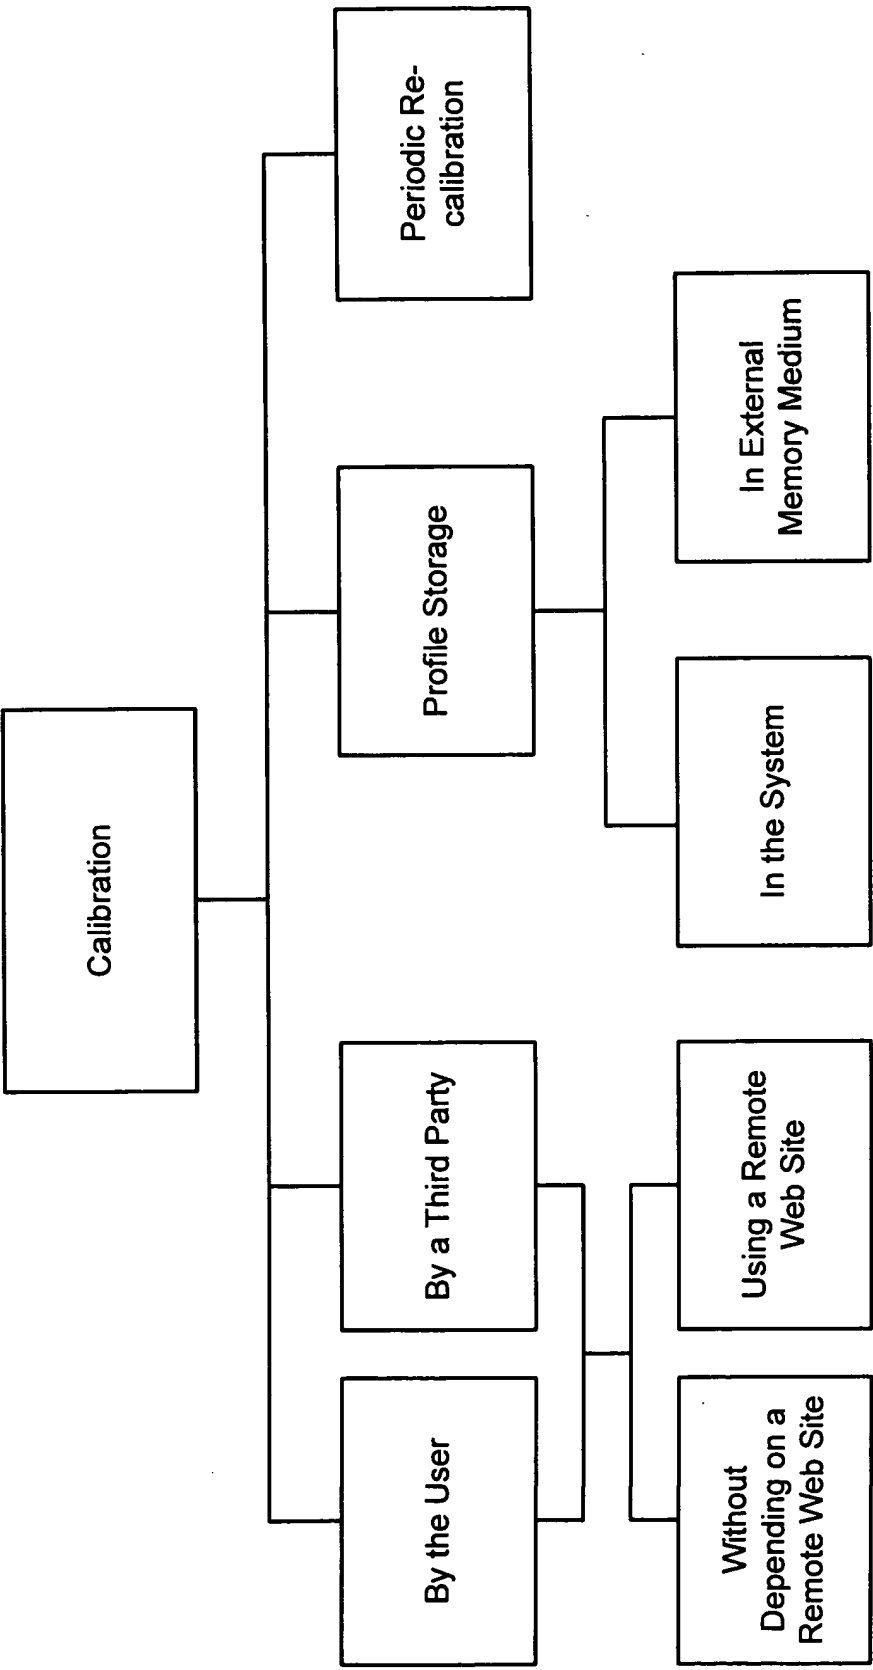 Calibration
By the User
By a Third Party
Profile Storage
Periodic Re-
calibration
Without
Depending on a
Remote Web Site
Using a Remote
Web Site
In the System
In External
Memory Medium